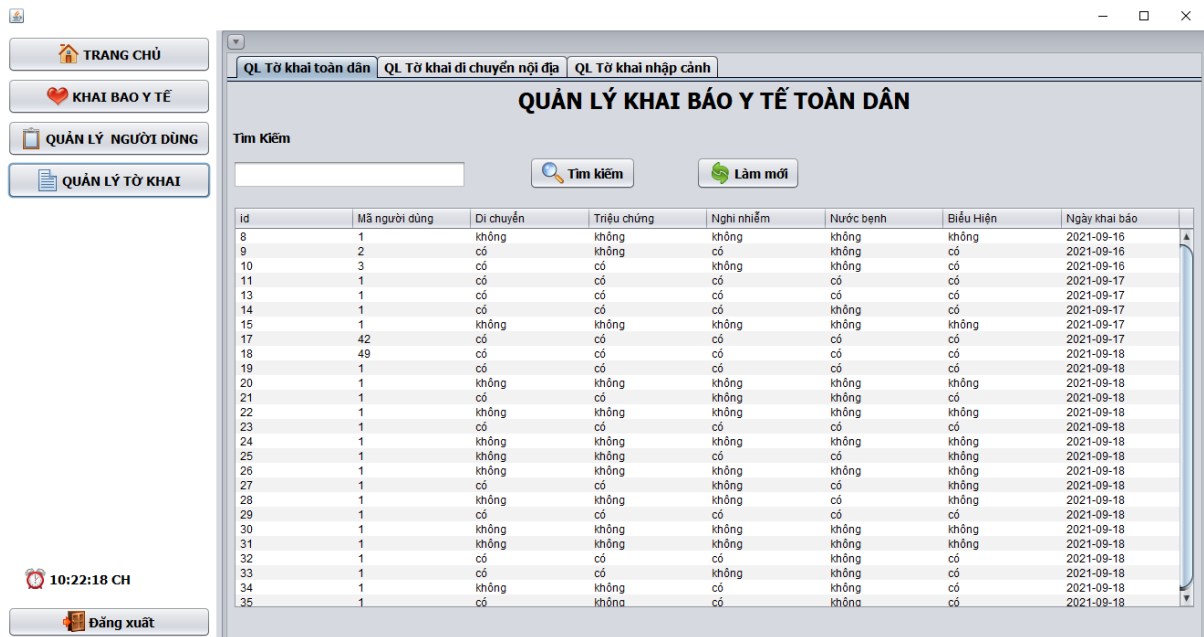 TRANG CHỦ
KHAI BAO Y TẾ
QUẢN LÝ NGƯỜI DÙNG
QUẢN LÝ TỜ KHAI
10:22:18 CH
Đăng xuất
QL Tờ khai toàn dân QL Tờ khai di chuyển nội địa QL Tờ khai nhập cảnh
QUẢN LÝ KHAI BÁO Y TẾ TOÀN DÂN
Tìm Kiếm
Tìm kiếm Làm mới
id Mã người dùng Di chuyển Triệu chứng Nghi nhiễm Nước bẹnh Biểu Hiện Ngày khai báo
8 1 không không không không không 2021-09-16
9 2 có không có không có 2021-09-16
10 3 có có không không có 2021-09-16
11 1 có có có có có 2021-09-17
13 1 có có có có có 2021-09-17
14 1 có có có không có 2021-09-17
15 1 không không không không không 2021-09-17
17 42 có có có có có 2021-09-17
18 49 có có có có có 2021-09-18
19 1 có có có có có 2021-09-18
20 1 không không không không không 2021-09-18
21 1 có có không không có 2021-09-18
22 1 không không không không không 2021-09-18
23 1 có có có có có 2021-09-18
24 1 không không không không không 2021-09-18
25 1 không không có có không 2021-09-18
26 1 không không không không không 2021-09-18
27 1 có có không có không 2021-09-18
28 1 không không không có không 2021-09-18
29 1 có có có có có 2021-09-18
30 1 không không không không không 2021-09-18
31 1 không không không không không 2021-09-18
32 1 có có có không có 2021-09-18
33 1 có có không không có 2021-09-18
34 1 không không có không có 2021-09-18
35 1 có không có không có 2021-09-18